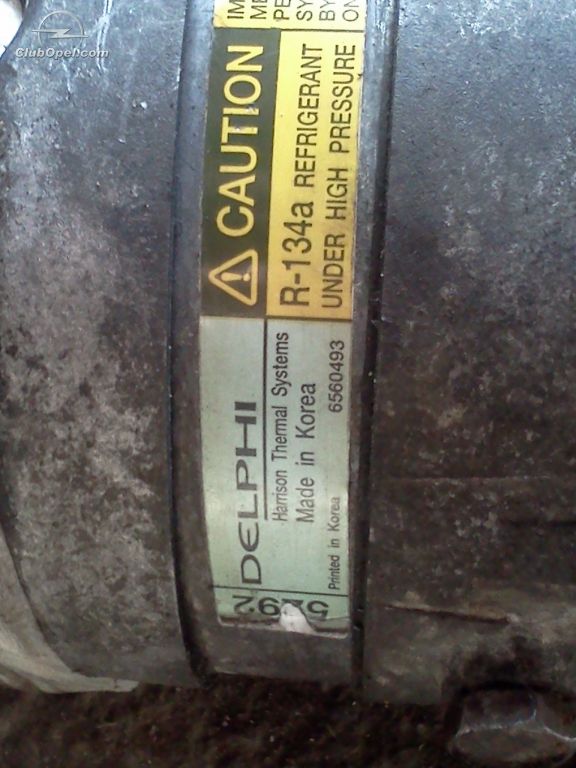 ClubOpel.com
CAUTION
R-134a REFRIGERANT
UNDER HIGH PRESSURE
DELPHI
Harrison Thermal Systems
Made in Korea
6560493
Printed in Korea